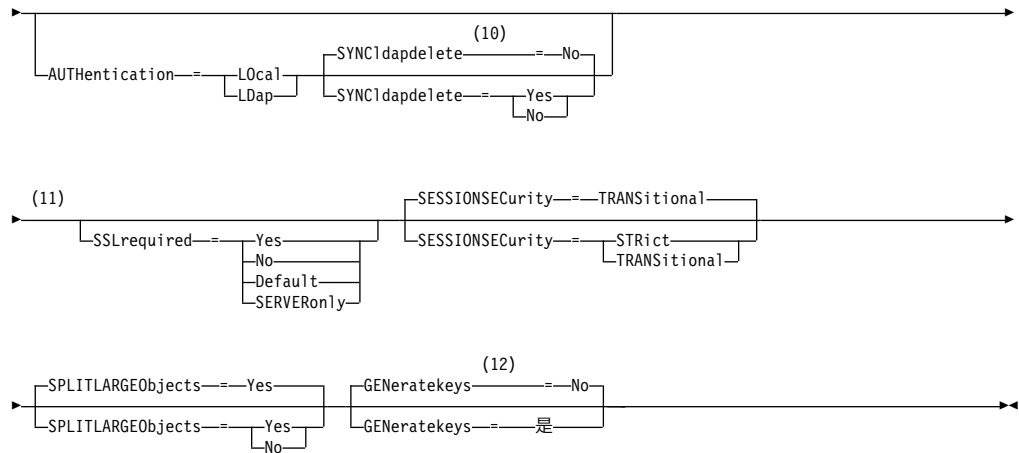 (10)
SYNCldapdelete = No
AUTHentication = LOcal
LDap
SYNCldapdelete = Yes
No
(11)
SESSIONSECurity = TRANSitional
SSLrequired = Yes
No
Default
SERVERonly
SESSIONSECurity = STRict
TRANSitional
(12)
SPLITLARGEObjects = Yes
GENeratekeys = No
SPLITLARGEObjects = Yes
No
GENeratekeys = 是